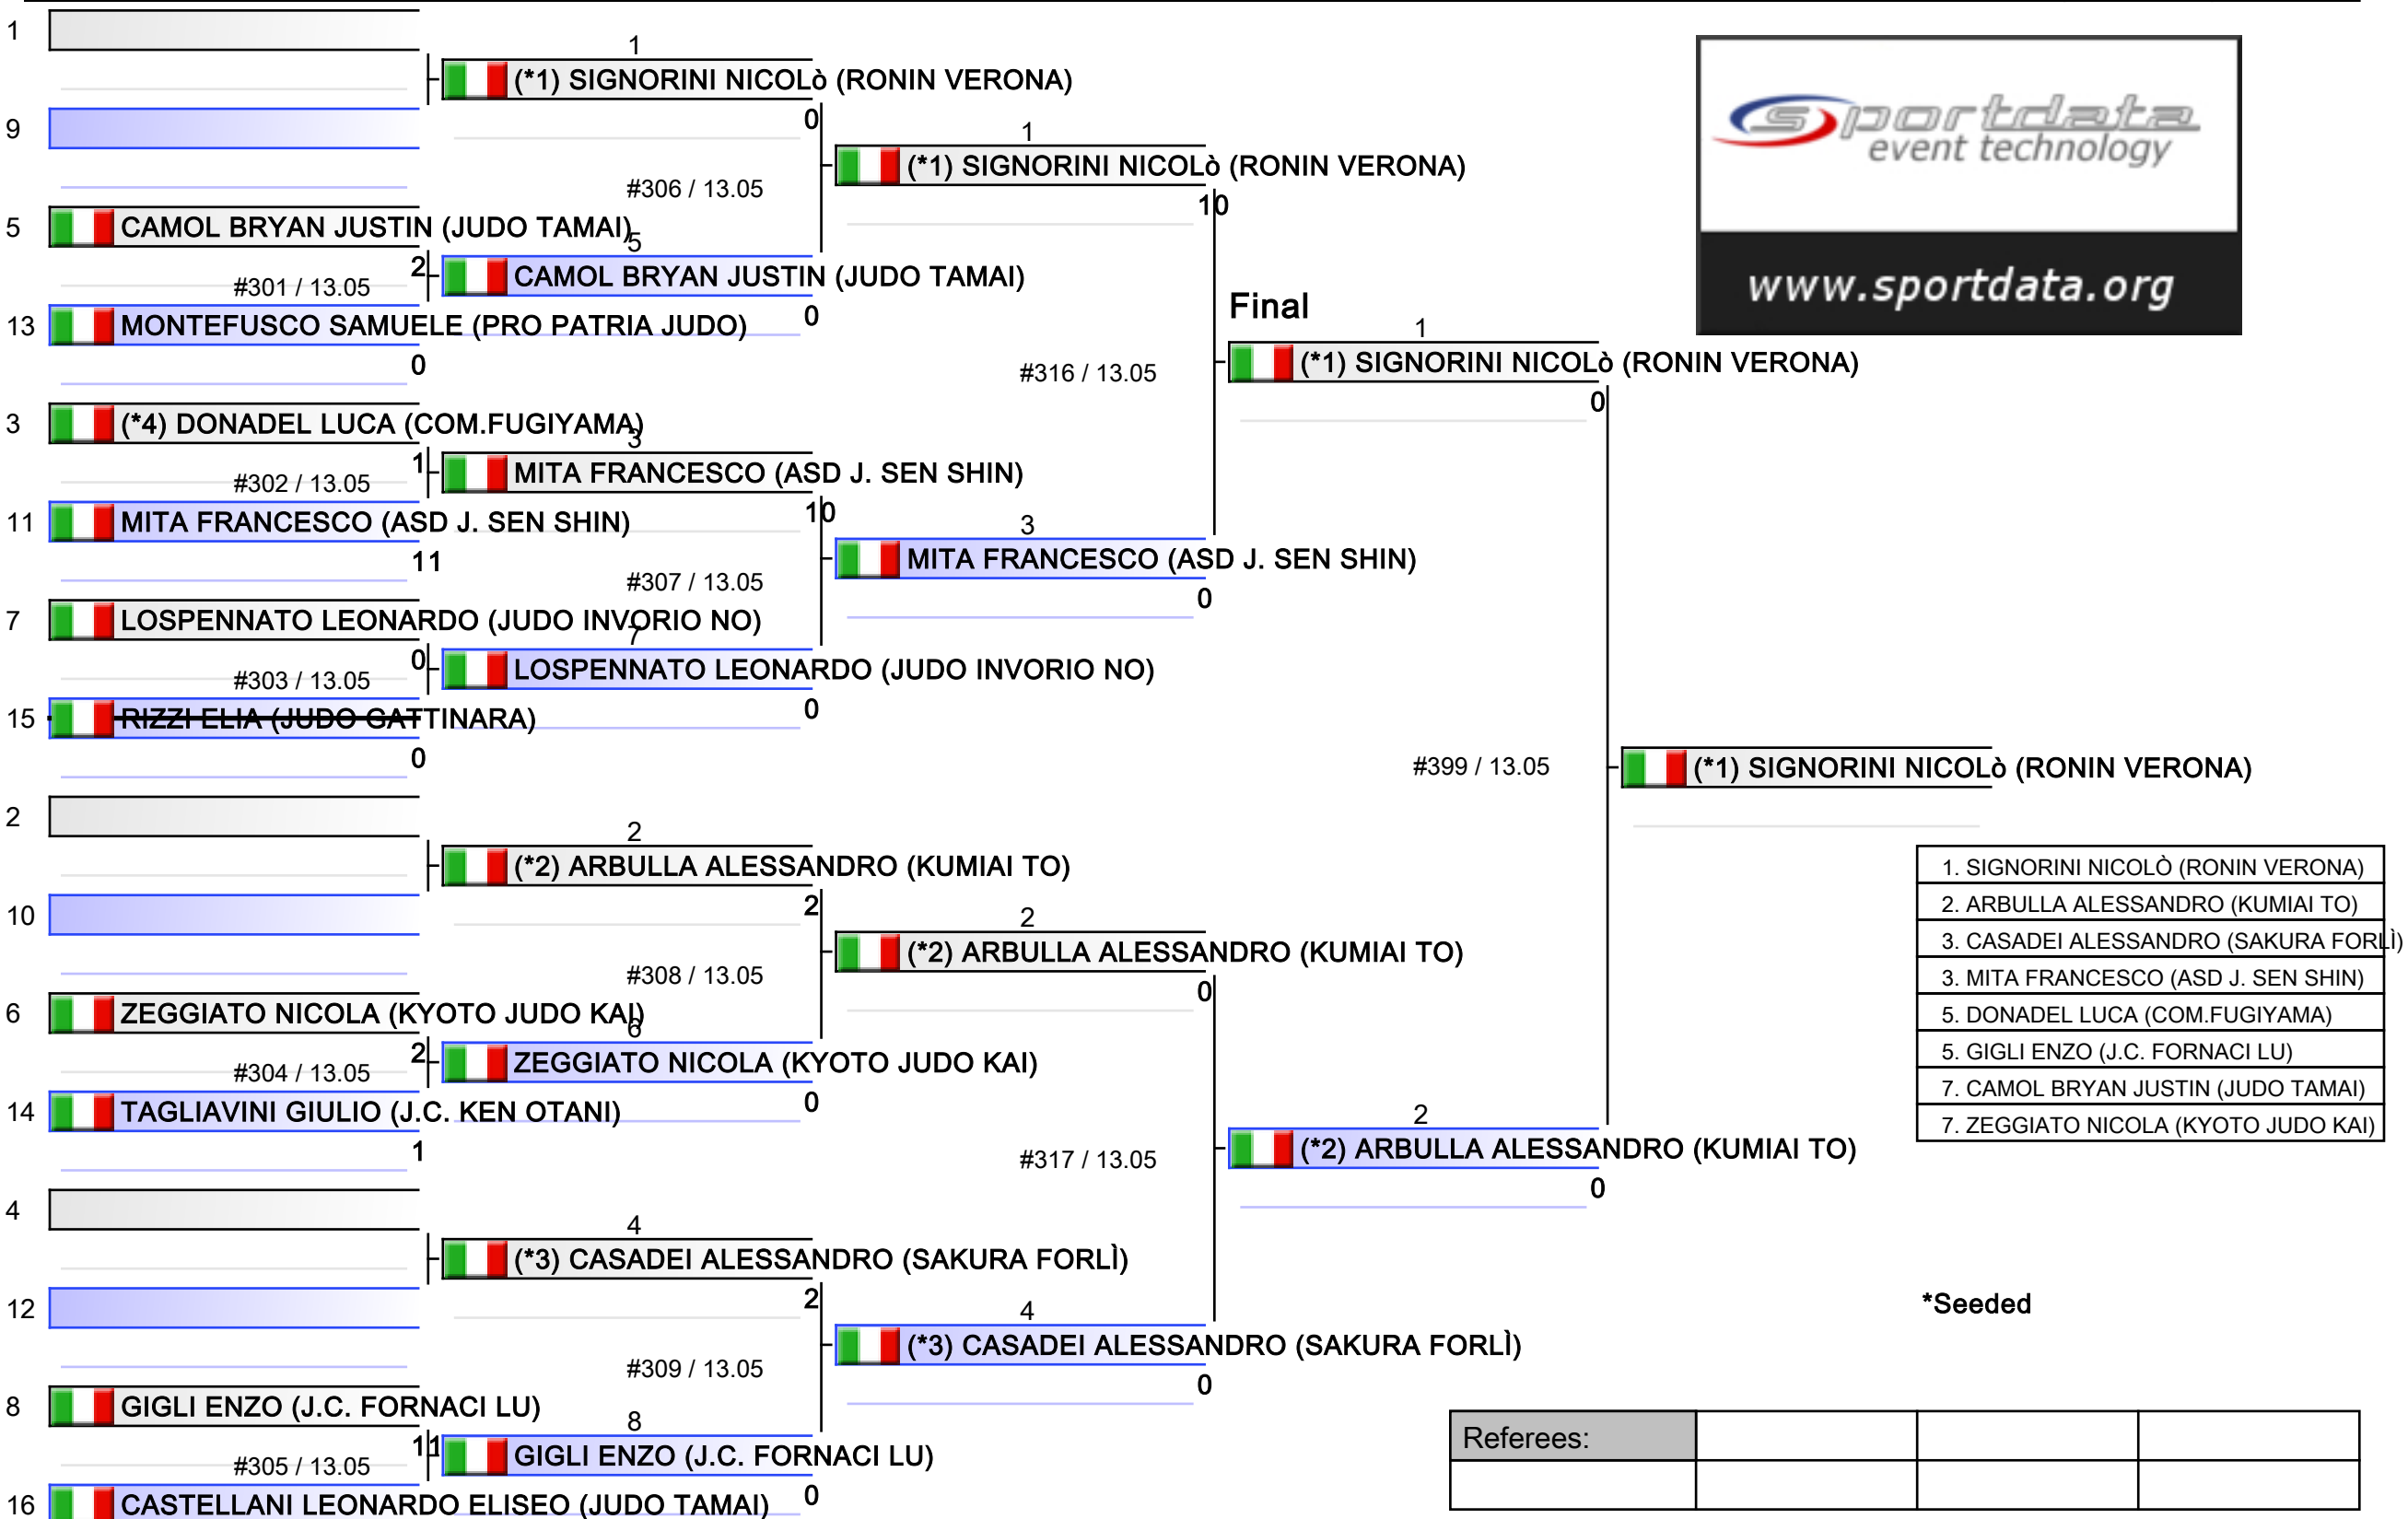 1
9
5
13
3
11
7
15
2
10
6
14
4
12
8
16
CAMOL BRYAN JUSTIN (JUDO TAMAI)
2
#301 / 13.05
MONTEFUSCO SAMUELE (PRO PATRIA JUDO)
0
(*4) DONADEL LUCA (COM.FUGIYAMA)
1
#302 / 13.05
MITA FRANCESCO (ASD J. SEN SHIN)
11
LOSPENNATO LEONARDO (JUDO INVORIO NO)
0
#303 / 13.05
RIZZI ELIA (JUDO GATTINARA)
0
ZEGGIATO NICOLA (KYOTO JUDO KAI)
2
#304 / 13.05
TAGLIAVINI GIULIO (J.C. KEN OTANI)
1
GIGLI ENZO (J.C. FORNACI LU)
11
#305 / 13.05
CASTELLANI LEONARDO ELISEO (JUDO TAMAI)
1
(*1) SIGNORINI NICOLò (RONIN VERONA)
0
#306 / 13.05
5
CAMOL BRYAN JUSTIN (JUDO TAMAI)
0
3
MITA FRANCESCO (ASD J. SEN SHIN)
10
#307 / 13.05
7
LOSPENNATO LEONARDO (JUDO INVORIO NO)
0
2
(*2) ARBULLA ALESSANDRO (KUMIAI TO)
2
#308 / 13.05
6
ZEGGIATO NICOLA (KYOTO JUDO KAI)
0
4
(*3) CASADEI ALESSANDRO (SAKURA FORLÌ)
2
#309 / 13.05
8
GIGLI ENZO (J.C. FORNACI LU)
0
1
(*1) SIGNORINI NICOLò (RONIN VERONA)
10
#316 / 13.05
3
MITA FRANCESCO (ASD J. SEN SHIN)
0
2
(*2) ARBULLA ALESSANDRO (KUMIAI TO)
0
#317 / 13.05
4
(*3) CASADEI ALESSANDRO (SAKURA FORLÌ)
0
Final
1
(*1) SIGNORINI NICOLò (RONIN VERONA)
0
#399 / 13.05
2
(*2) ARBULLA ALESSANDRO (KUMIAI TO)
0
(*1) SIGNORINI NICOLò (RONIN VERONA)
sportdata
event technology
www.sportdata.org
1. SIGNORINI NICOLÒ (RONIN VERONA)
2. ARBULLA ALESSANDRO (KUMIAI TO)
3. CASADEI ALESSANDRO (SAKURA FORLÌ)
3. MITA FRANCESCO (ASD J. SEN SHIN)
5. DONADEL LUCA (COM.FUGIYAMA)
5. GIGLI ENZO (J.C. FORNACI LU)
7. CAMOL BRYAN JUSTIN (JUDO TAMAI)
7. ZEGGIATO NICOLA (KYOTO JUDO KAI)
*Seeded
Referees: